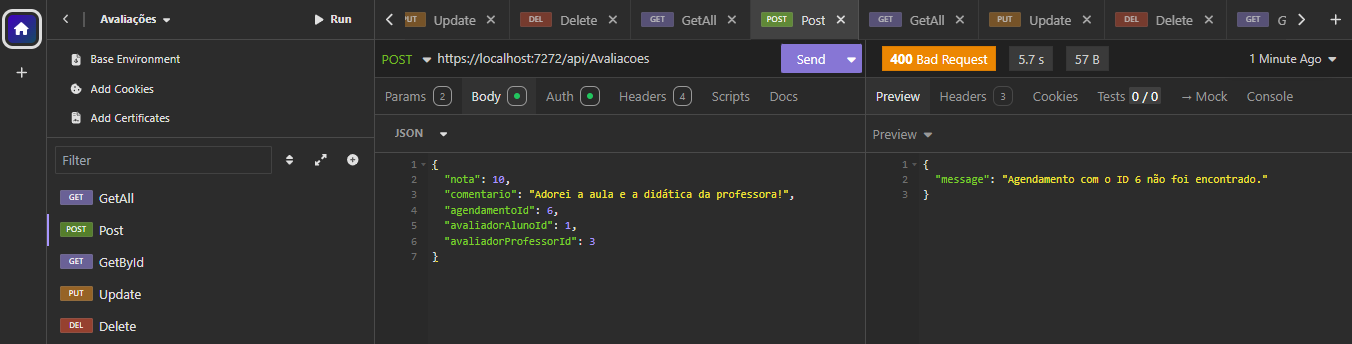 Avaliações
Run
PUT Update
DEL Delete
GET GetAll
POST Post
GET GetAll
PUT Update
DEL Delete
GET G
Base Environment
Add Cookies
Add Certificates
Filter
GET GetAll
POST Post
GET GetById
PUT Update
DEL Delete
POST https://localhost:7272/api/Avaliacoes Send
Params 2 Body Auth Headers 4 Scripts Docs
JSON
1 {
2 "nota": 10,
3 "comentario": "Adorei a aula e a didática da professora!",
4 "agendamentoId": 6,
5 "avaliadorAlunoId": 1,
6 "avaliadorProfessorId": 3
7 }
400 Bad Request 5.7 s 57 B 1 Minute Ago
Preview Headers 3 Cookies Tests 0 / 0 → Mock Console
Preview
1 {
2 "message": "Agendamento com o ID 6 não foi encontrado."
3 }